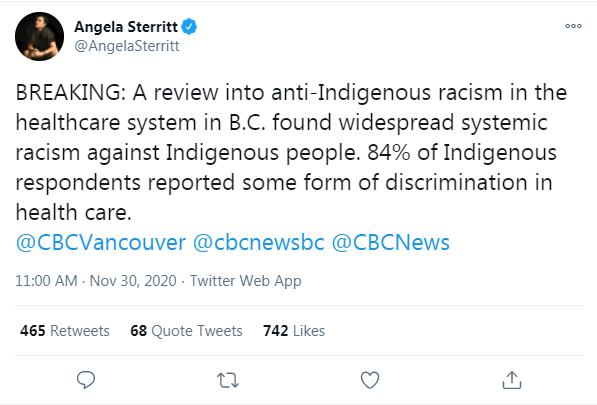 Angela Sterritt
@AngelaSterritt
BREAKING: A review into anti-Indigenous racism in the
healthcare system in B.C. found widespread systemic
racism against Indigenous people. 84% of Indigenous
respondents reported some form of discrimination in
health care.
@CBCVancouver @cbcnewsbc @CBCNews
11:00 AM · Nov 30, 2020 · Twitter Web App
465 Retweets 68 Quote Tweets 742 Likes